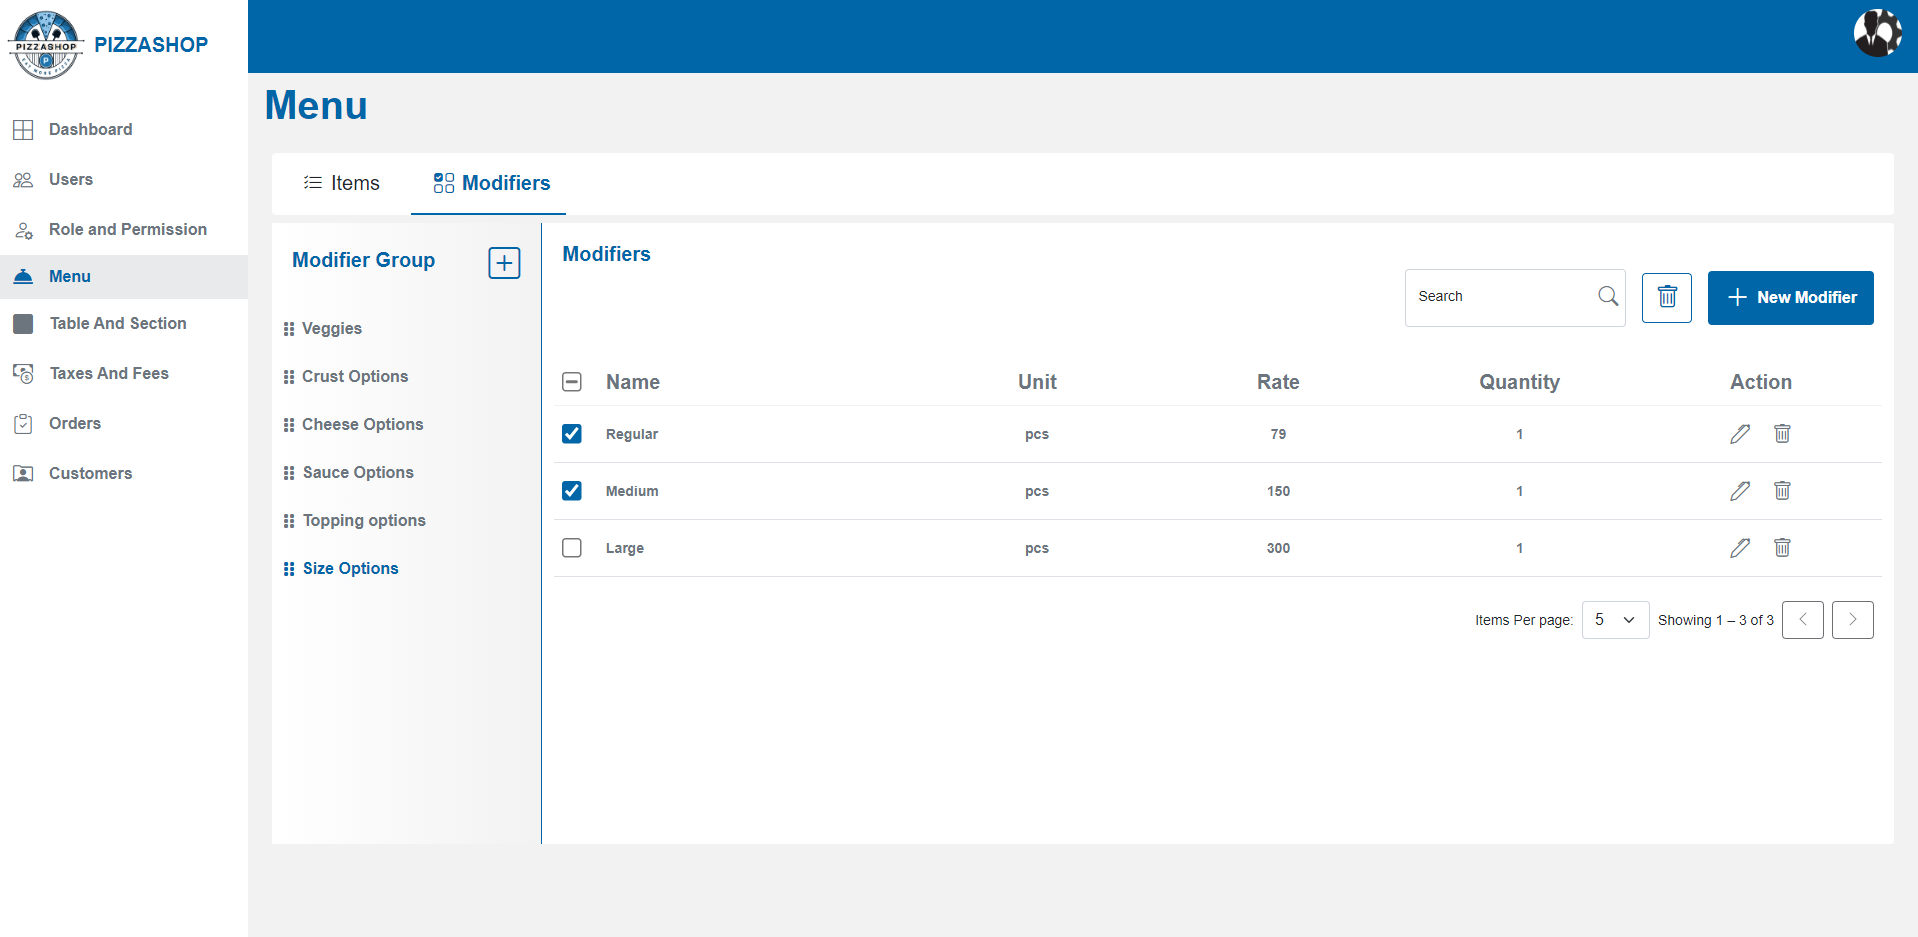 PIZZASHOP
EAT MORE PIZZA
P
PIZZASHOP
Dashboard
Users
Role and Permission
Menu
Table And Section
Taxes And Fees
Orders
Customers
Menu
Items
Modifiers
Modifier Group
Veggies
Crust Options
Cheese Options
Sauce Options
Topping options
Size Options
Modifiers
Search
New Modifier
Name Unit Rate Quantity Action
Regular pcs 79 1
Medium pcs 150 1
Large pcs 300 1
Items Per page: 5 Showing 1 – 3 of 3